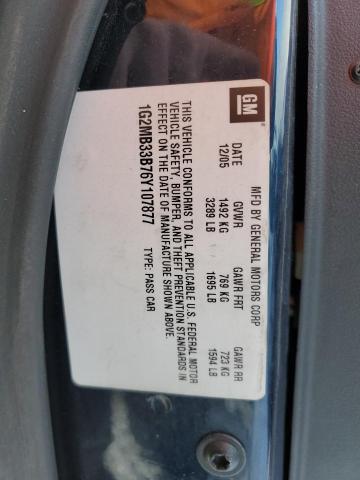 GM
MFD BY GENERAL MOTORS CORP
DATE GVWR GAWR FRT GAWR RR
12/05 1492 KG 769 KG 723 KG
3289 LB 1695 LB 1594 LB
THIS VEHICLE CONFORMS TO ALL APPLICABLE U.S. FEDERAL MOTOR
VEHICLE SAFETY, BUMPER, AND THEFT PREVENTION STANDARDS IN
EFFECT ON THE DATE OF MANUFACTURE SHOWN ABOVE.
1G2MB33B76Y107977 TYPE: PASS CAR